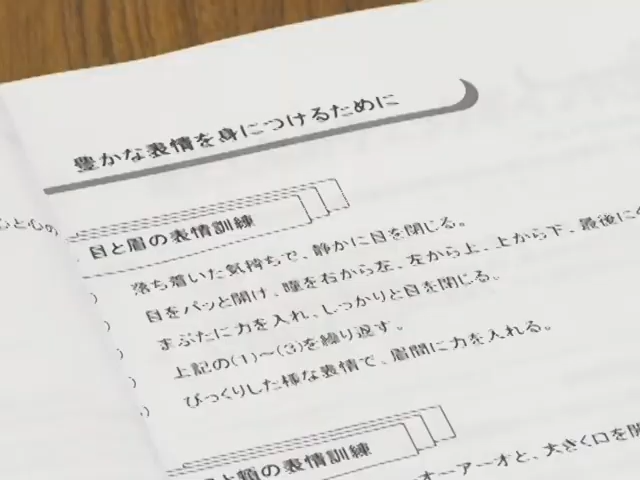 豊かな表情を身につけるために
心と心の
目と眉の表情訓練
) 落ち着いた気持ちで、静かに目を閉じる。
) 目をパッと開け、瞳を右から左、左から上、上から下、最後に
) まぶたに力を入れ、しっかりと目を閉じる。
) 上記の(1)～(3)を繰り返す。
) びっくりした様な表情で、眉間に力を入れる。
と頬の表情訓練
オーアーオと、大きく口を開